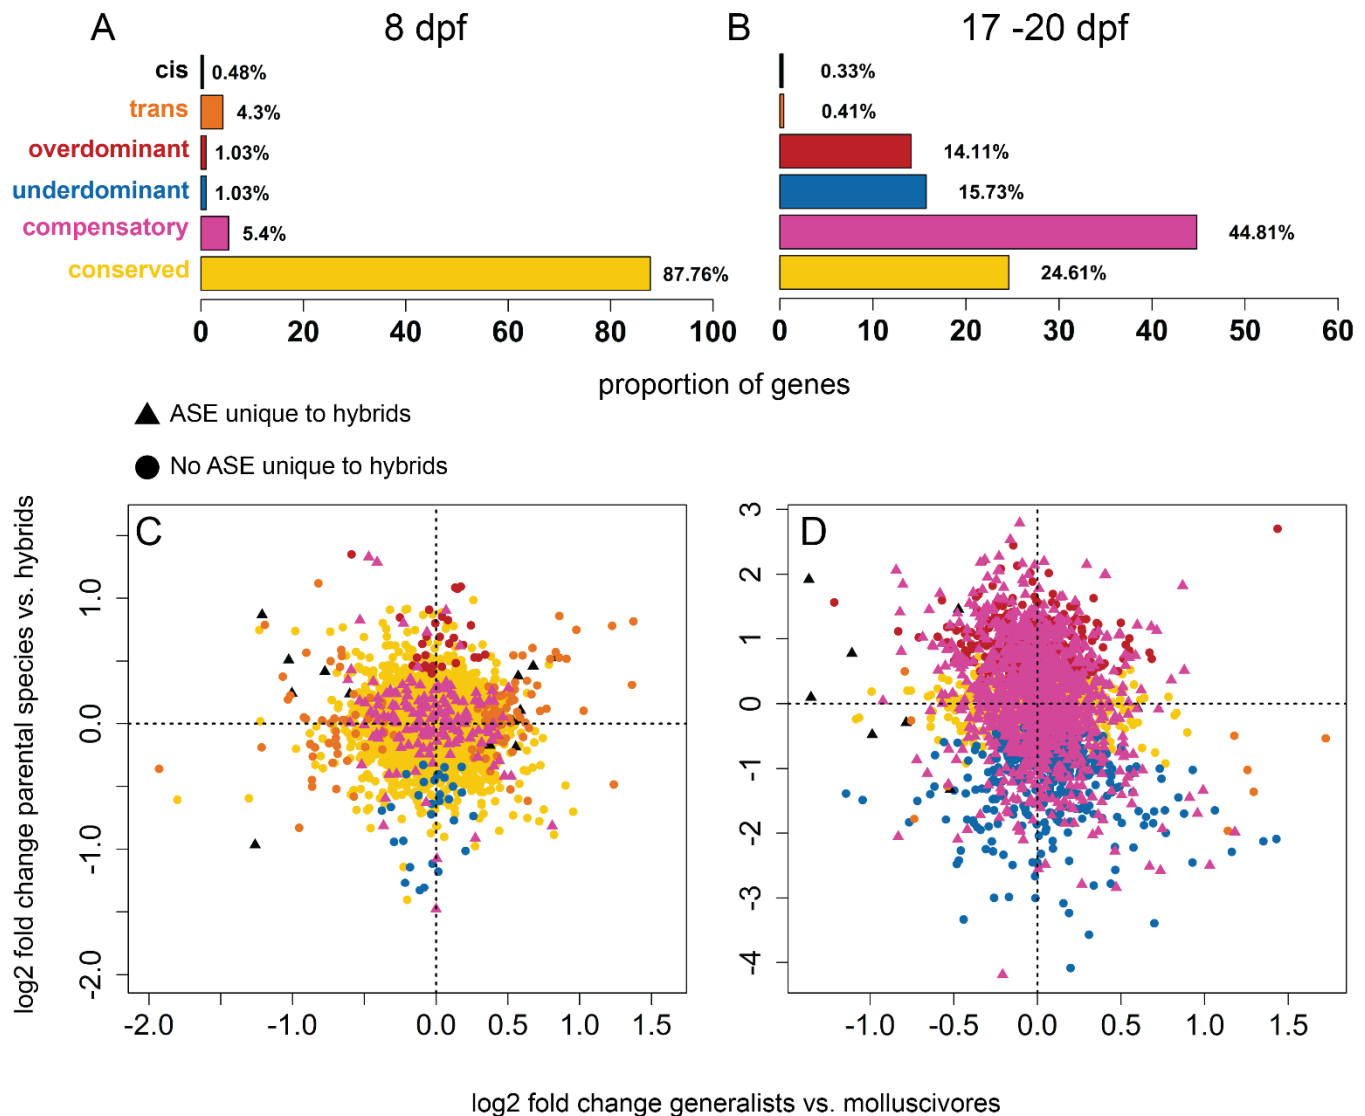 A 8 dpf
B 17 -20 dpf
cis 0.48%
trans 4.3%
overdominant 1.03%
underdominant 1.03%
compensatory 5.4%
conserved 87.76%
0 20 40 60 80 100
0.33%
0.41%
14.11%
15.73%
44.81%
24.61%
0 10 20 30 40 50 60
proportion of genes
ASE unique to hybrids
No ASE unique to hybrids
log2 fold change parental species vs. hybrids
C
1.0
0.0
-1.0
-2.0
-2.0 -1.0 0.0 0.5 1.0 1.5
D
3
2
1
0
-1
-2
-3
-4
-1.0 -0.5 0.0 0.5 1.0 1.5
log2 fold change generalists vs. molluscivores